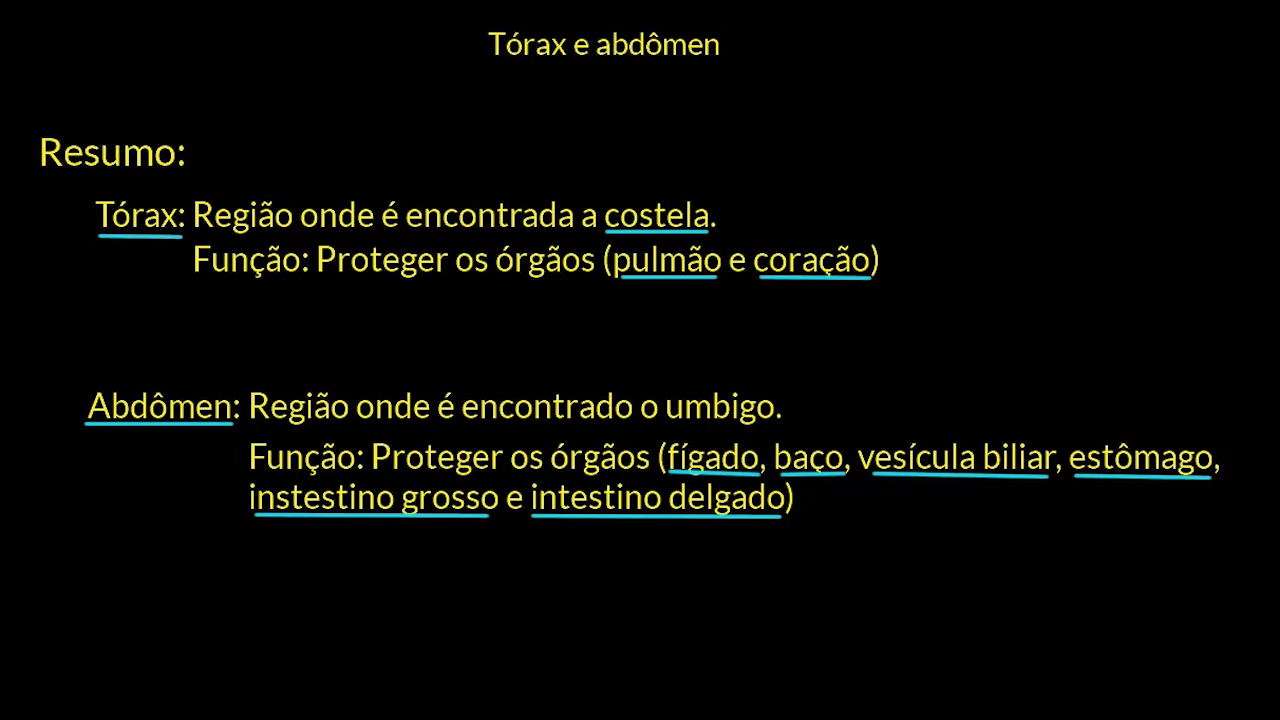 Tórax e abdômen
Resumo:
Tórax: Região onde é encontrada a costela.
Função: Proteger os órgãos (pulmão e coração)
Abdômen: Região onde é encontrado o umbigo.
Função: Proteger os órgãos (fígado, baço, vesícula biliar, estômago,
instestino grosso e intestino delgado)